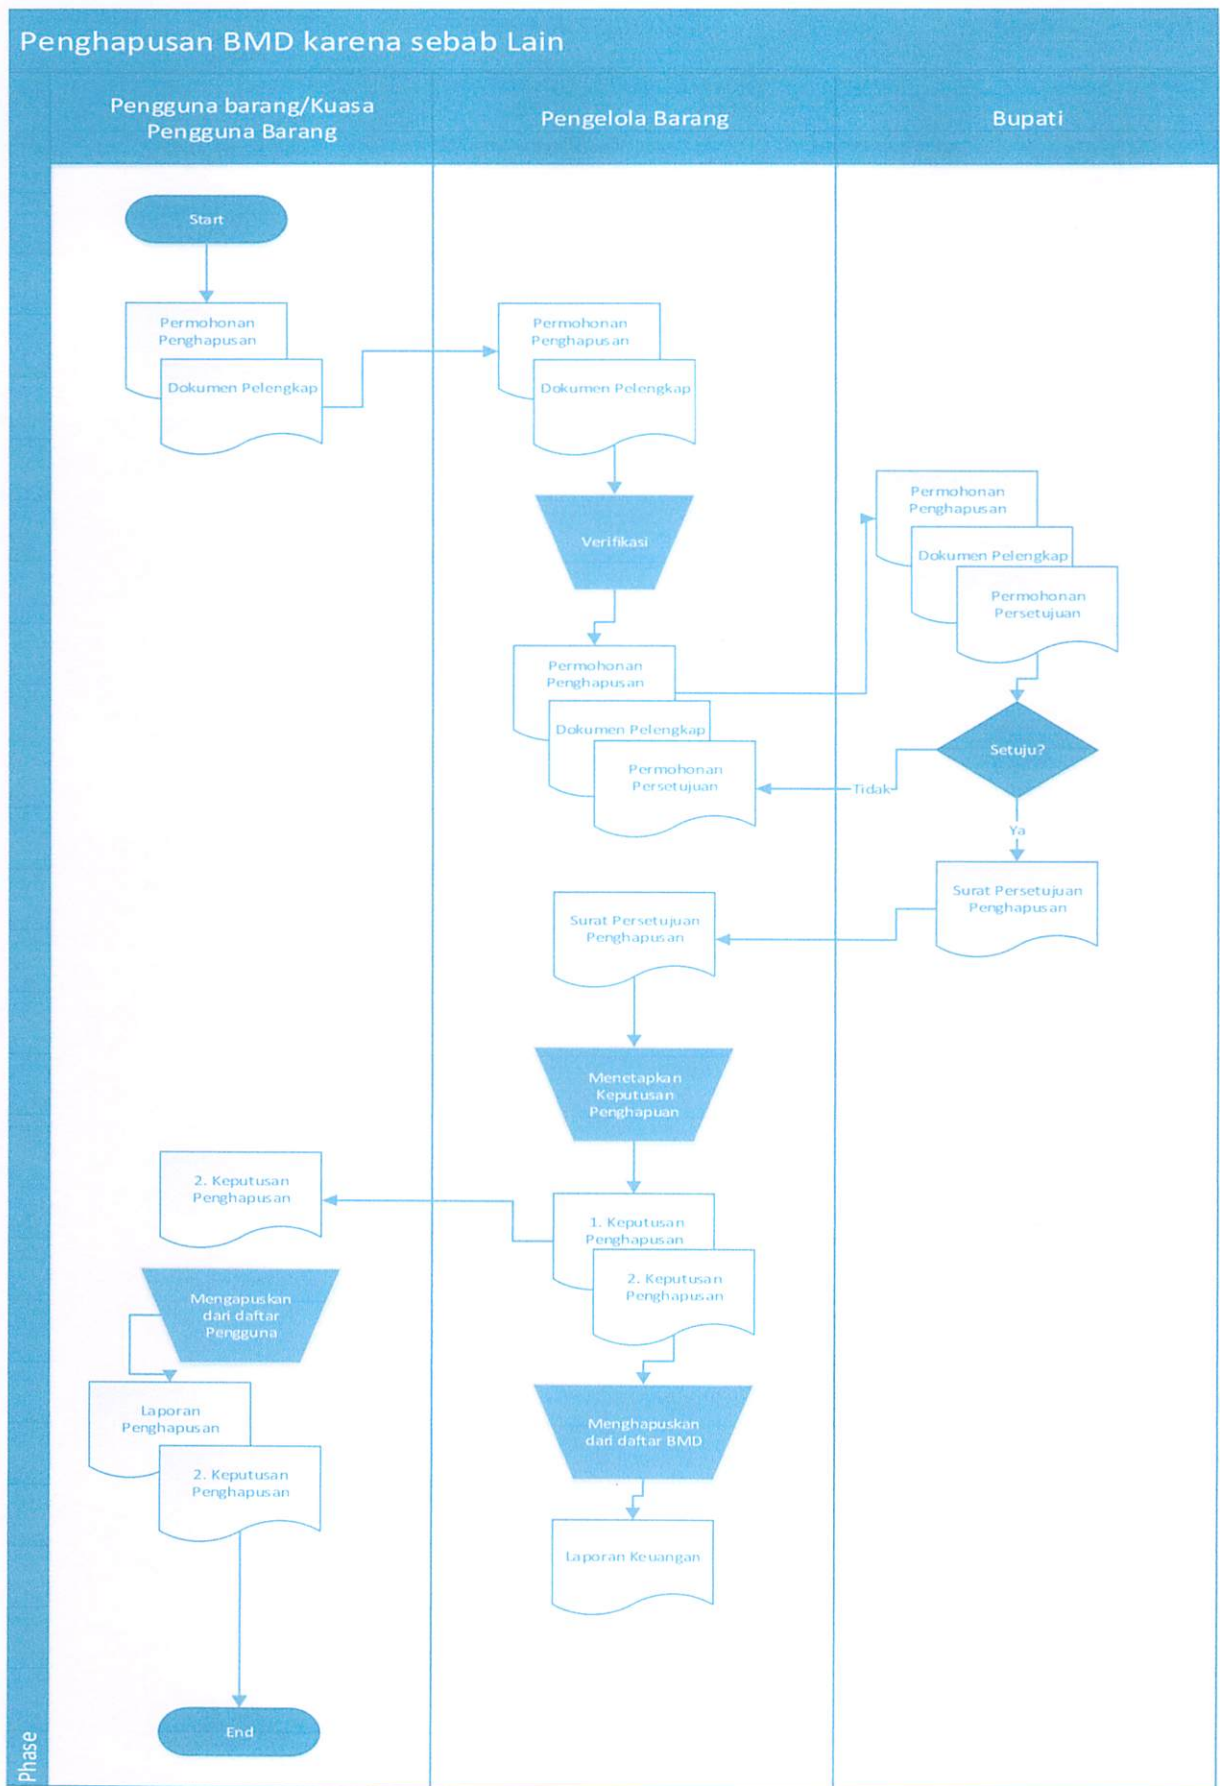 Penghapusan BMD karena sebab Lain
Pengguna barang/Kuasa
Pengguna Barang
Pengelola Barang
Bupati
Start
Permohonan
Penghapusan
Dokumen Pelengkap
Permohonan
Penghapusan
Dokumen Pelengkap
Verifikasi
Permohonan
Penghapusan
Dokumen Pelengkap
Permohonan
Persetujuan
Permohonan
Penghapusan
Dokumen Pelengkap
Permohonan
Persetujuan
Setuju?
Tidak
Ya
Surat Persetujuan
Penghapusan
Surat Persetujuan
Penghapusan
Menetapkan
Keputusan
Penghapuan
1. Keputusan
Penghapusan
2. Keputusan
Penghapusan
2. Keputusan
Penghapusan
Mengapuskan
dari daftar
Pengguna
Laporan
Penghapusan
2. Keputusan
Penghapusan
Menghapuskan
dari daftar BMD
Laporan Keuangan
End
Phase